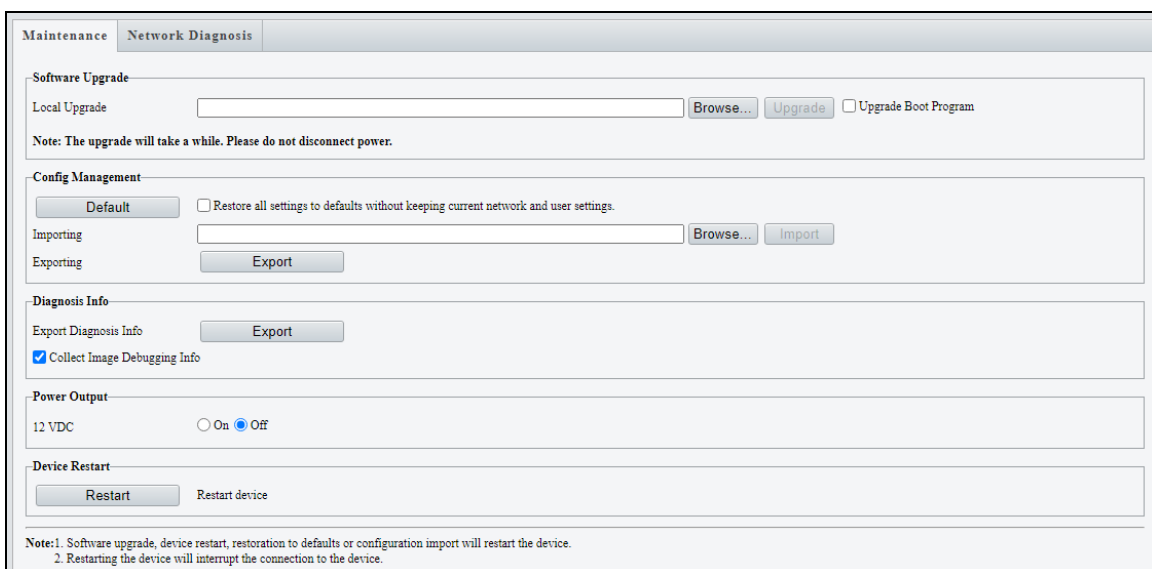 Maintenance Network Diagnosis
Software Upgrade
Local Upgrade Browse... Upgrade Upgrade Boot Program
Note: The upgrade will take a while. Please do not disconnect power.
Config Management
Default Restore all settings to defaults without keeping current network and user settings.
Importing Browse... Import
Exporting Export
Diagnosis Info
Export Diagnosis Info Export
Collect Image Debugging Info
Power Output
12 VDC On Off
Device Restart
Restart Restart device
Note:1. Software upgrade, device restart, restoration to defaults or configuration import will restart the device.
2. Restarting the device will interrupt the connection to the device.